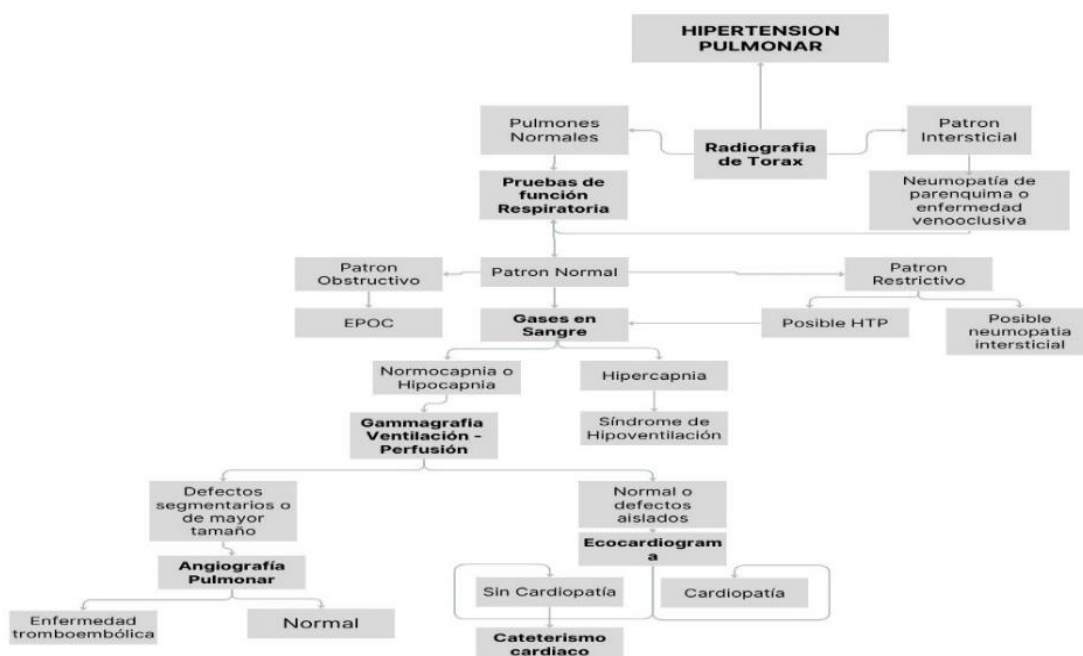 HIPERTENSION
PULMONAR
Pulmones
Normales
Radiografia
de Torax
Patron
Intersticial
Pruebas de
función
Respiratoria
Neumopatía de
parenquima o
enfermedad
venooclusiva
Patron
Obstructivo
Patron Normal
Patron
Restrictivo
EPOC
Gases en
Sangre
Posible HTP
Posible
neumopatia
intersticial
Normocapnia o
Hipocapnia
Hipercapnia
Gammagrafia
Ventilación -
Perfusión
Síndrome de
Hipoventilación
Defectos
segmentarios o
de mayor
tamaño
Normal o
defectos
aislados
Ecocardiogram
a
Angiografía
Pulmonar
Sin Cardiopatía
Cardiopatía
Enfermedad
tromboembólica
Normal
Cateterismo
cardiaco